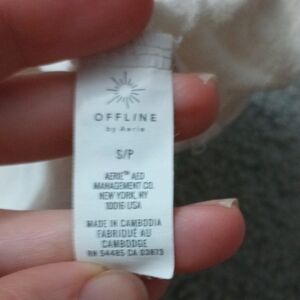 OFFLINE
by Aerie
S/P
AERIE™ AEO
MANAGEMENT CO.
NEW YORK, NY
10016 USA
MADE IN CAMBODIA
FABRIQUÉ AU
CAMBODGE
RN 54485 CA 03873